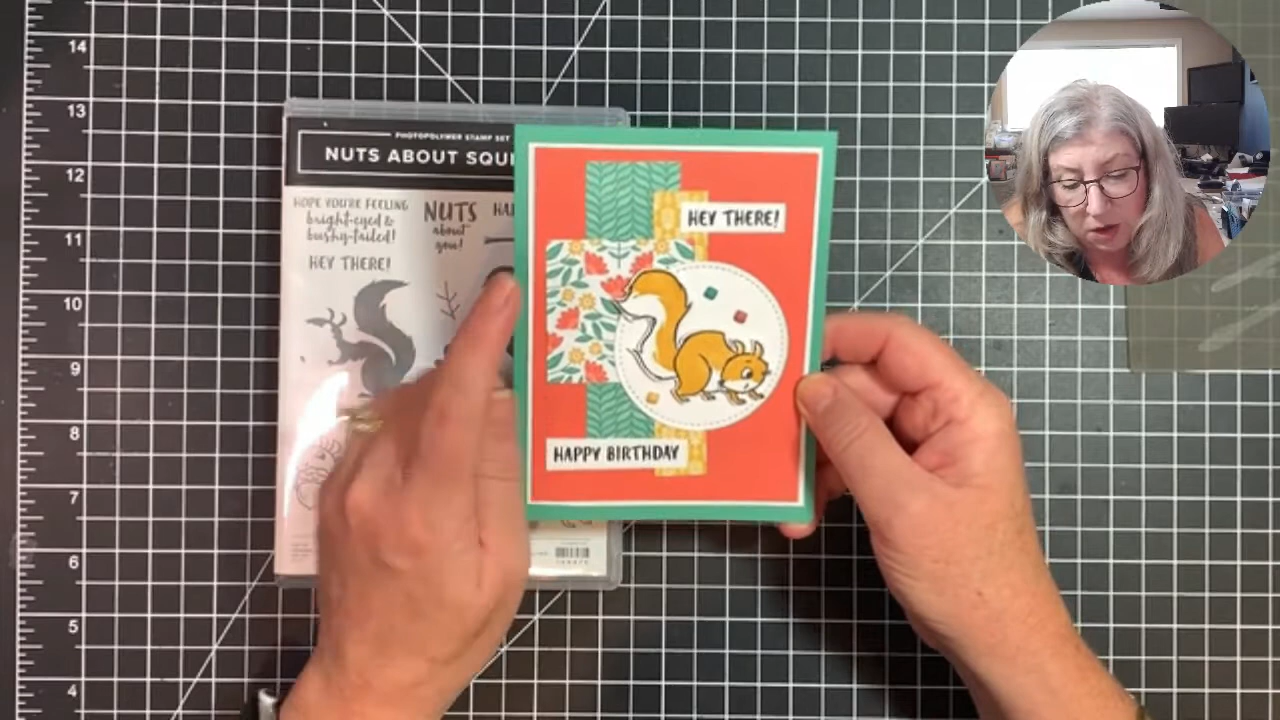 14
13
12
11
10
9
8
7
6
5
4
PHOTOPOLYMER STAMP SET
NUTS ABOUT SQUI
HOPE YOU'RE FEELING
bright-eyed &
bushy-tailed!
HEY THERE!
NUTS
about
you!
HEY THERE!
HAPPY BIRTHDAY